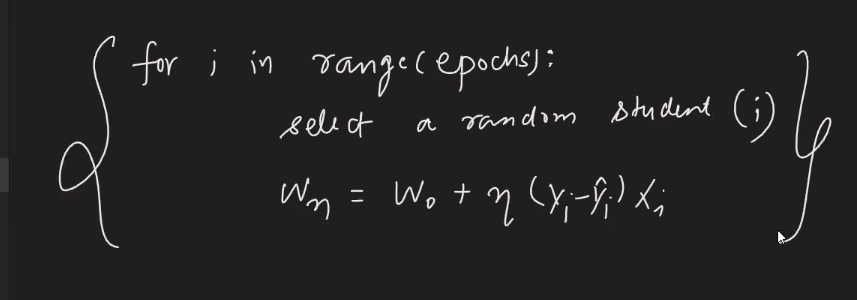 for i in range(epochs):
select a random student (i)
Wn = Wo + η (Yi-Ŷi) Xi